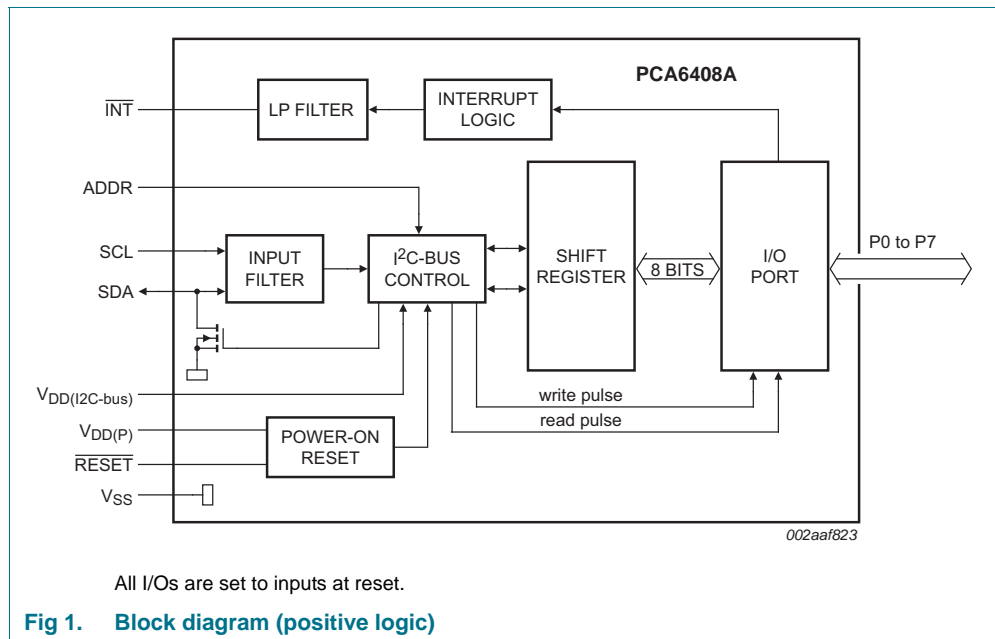 PCA6408A
INT
LP FILTER
INTERRUPT
LOGIC
ADDR
SCL
SDA
INPUT
FILTER
I²C-BUS
CONTROL
SHIFT
REGISTER
8 BITS
I/O
PORT
P0 to P7
VDD(I2C-bus)
write pulse
read pulse
VDD(P)
RESET
POWER-ON
RESET
VSS
002aaf823
All I/Os are set to inputs at reset.
Fig 1. Block diagram (positive logic)